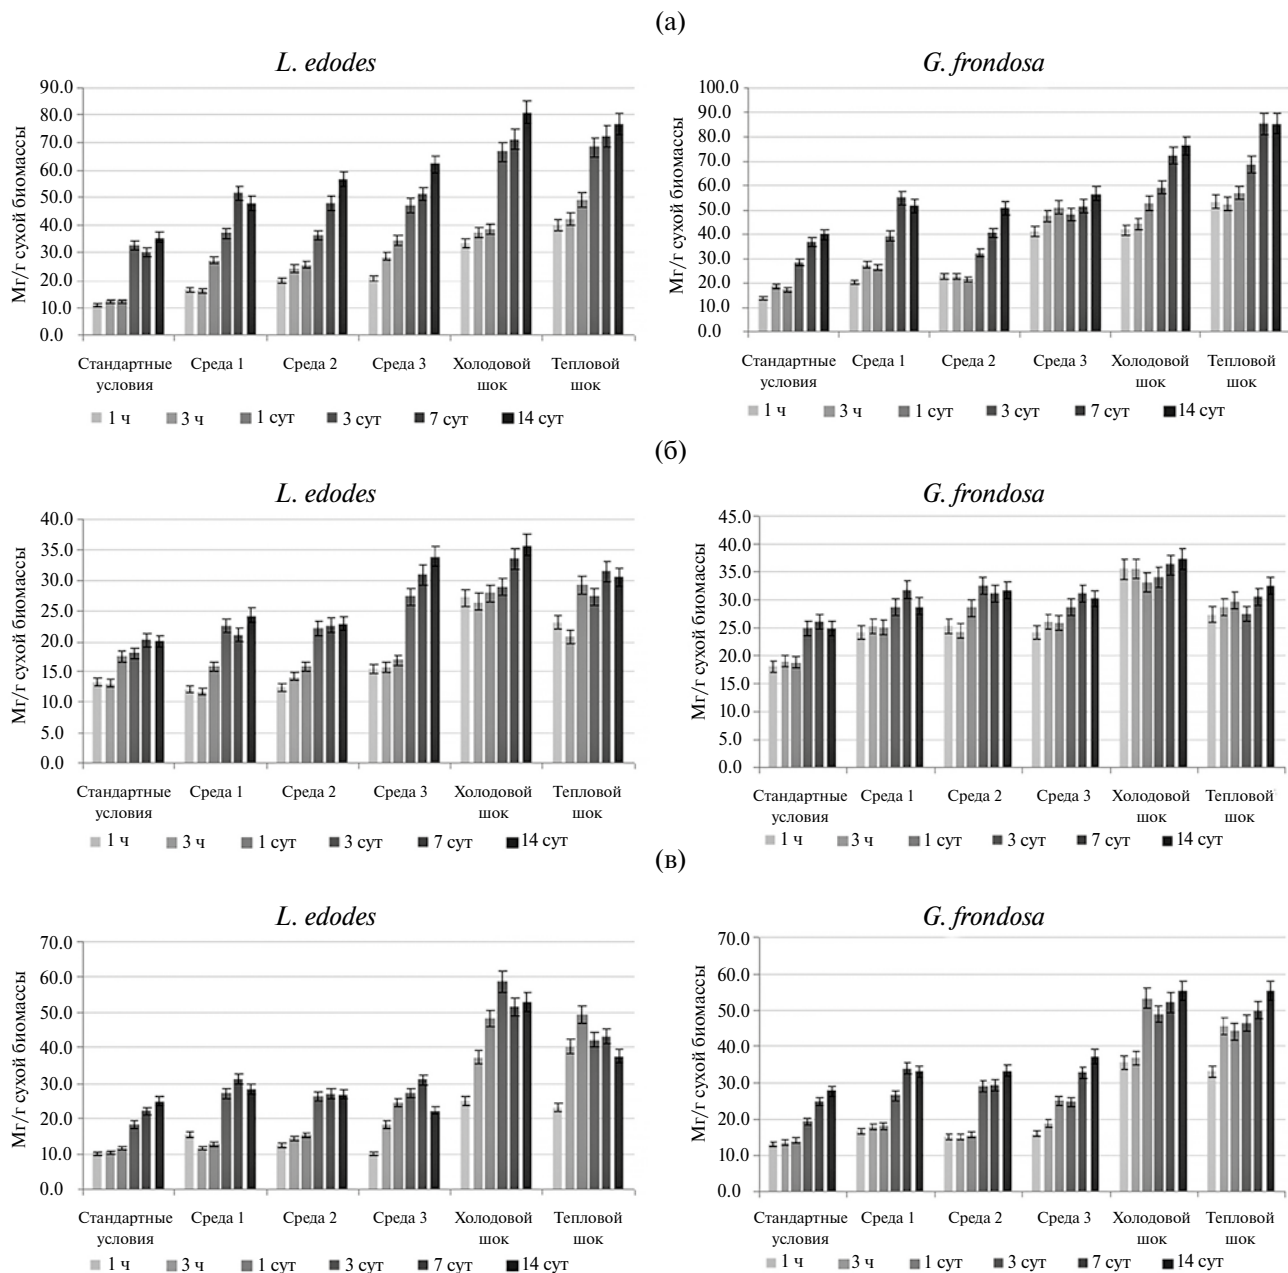 (а)
L. edodes
G. frondosa
Мг/г сухой биомассы
90.0
80.0
70.0
60.0
50.0
40.0
30.0
20.0
10.0
0.0
Стандартные условия
Среда 1
Среда 2
Среда 3
Холодовой шок
Тепловой шок
1 ч
3 ч
1 сут
3 сут
7 сут
14 сут
Мг/г сухой биомассы
100.0
90.0
80.0
70.0
60.0
50.0
40.0
30.0
20.0
10.0
0.0
Стандартные условия
Среда 1
Среда 2
Среда 3
Холодовой шок
Тепловой шок
1 ч
3 ч
1 сут
3 сут
7 сут
14 сут
(б)
L. edodes
G. frondosa
Мг/г сухой биомассы
40.0
35.0
30.0
25.0
20.0
15.0
10.0
5.0
0.0
Стандартные условия
Среда 1
Среда 2
Среда 3
Холодовой шок
Тепловой шок
1 ч
3 ч
1 сут
3 сут
7 сут
14 сут
Мг/г сухой биомассы
45.0
40.0
35.0
30.0
25.0
20.0
15.0
10.0
5.0
0.0
Стандартные условия
Среда 1
Среда 2
Среда 3
Холодовой шок
Тепловой шок
1 ч
3 ч
1 сут
3 сут
7 сут
14 сут
(в)
L. edodes
G. frondosa
Мг/г сухой биомассы
70.0
60.0
50.0
40.0
30.0
20.0
10.0
0.0
Стандартные условия
Среда 1
Среда 2
Среда 3
Холодовой шок
Тепловой шок
1 ч
3 ч
1 сут
3 сут
7 сут
14 сут
Мг/г сухой биомассы
70.0
60.0
50.0
40.0
30.0
20.0
10.0
0.0
Стандартные условия
Среда 1
Среда 2
Среда 3
Холодовой шок
Тепловой шок
1 ч
3 ч
1 сут
3 сут
7 сут
14 сут